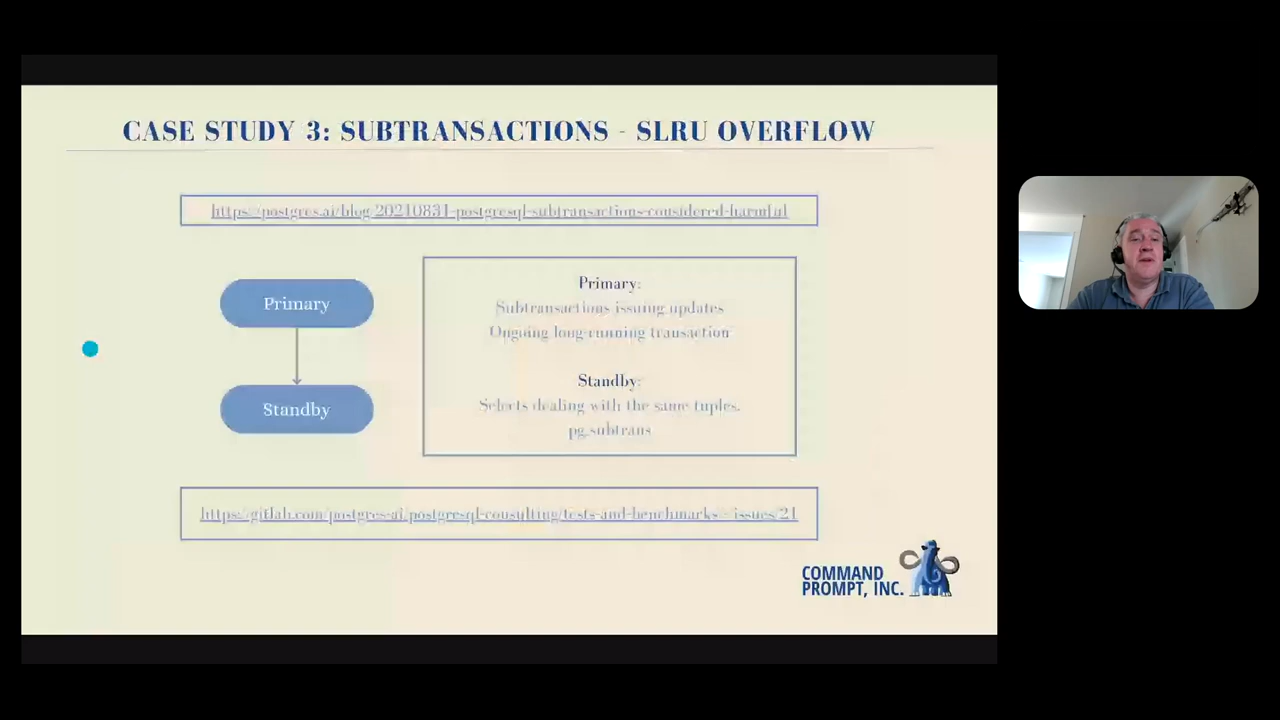 CASE STUDY 3: SUBTRANSACTIONS - SLRU OVERFLOW
https://postgres.ai/blog/20210831-postgresql-subtransactions-considered-harmful
Primary
Standby
Primary:
Subtransactions issuing updates
Ongoing long-running transaction
Standby:
Selects dealing with the same tuples.
pg_subtrans
https://gitlab.com/postgres-ai/postgresql-consulting/tests-and-benchmarks/-/issues/21
COMMAND
PROMPT, INC.